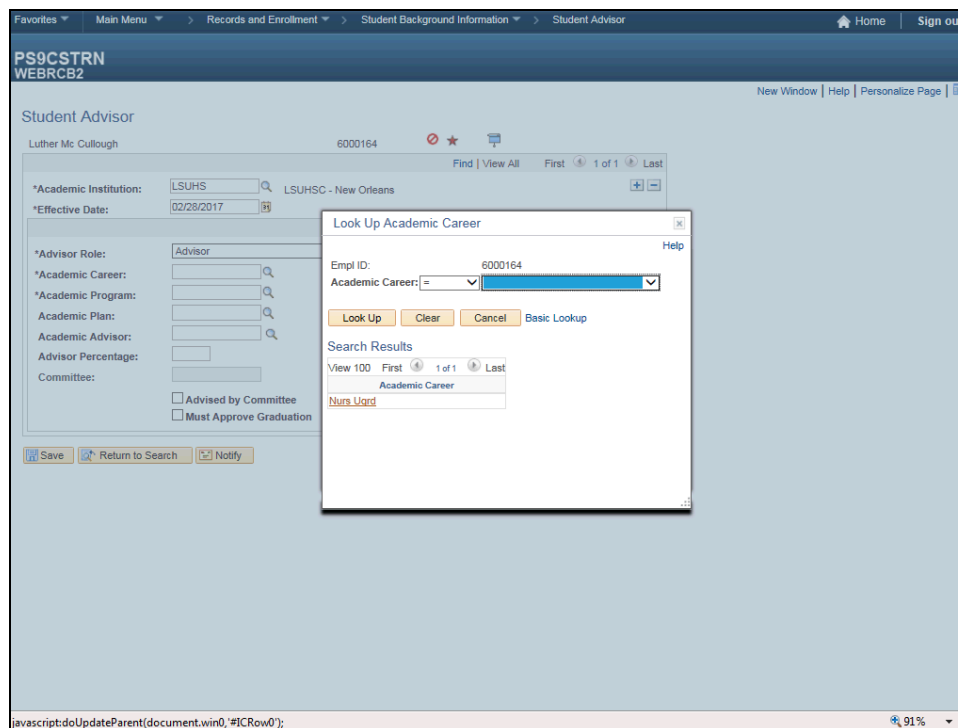 Favorites Main Menu > Records and Enrollment > Student Background Information > Student Advisor Home Sign ou
PS9CSTRN
WEBRCB2
New Window | Help | Personalize Page |
Student Advisor
Luther Mc Cullough 6000164
Find | View All First 1 of 1 Last
*Academic Institution: LSUHS LSUHSC - New Orleans
*Effective Date: 02/28/2017
*Advisor Role: Advisor
*Academic Career:
*Academic Program:
Academic Plan:
Academic Advisor:
Advisor Percentage:
Committee:
Advised by Committee
Must Approve Graduation
Save Return to Search Notify
Look Up Academic Career
Help
Empl ID: 6000164
Academic Career: =
Look Up Clear Cancel Basic Lookup
Search Results
View 100 First 1 of 1 Last
Academic Career
Nurs Ugrd
javascript:doUpdateParent(document.win0,'#ICRow0'); 91%